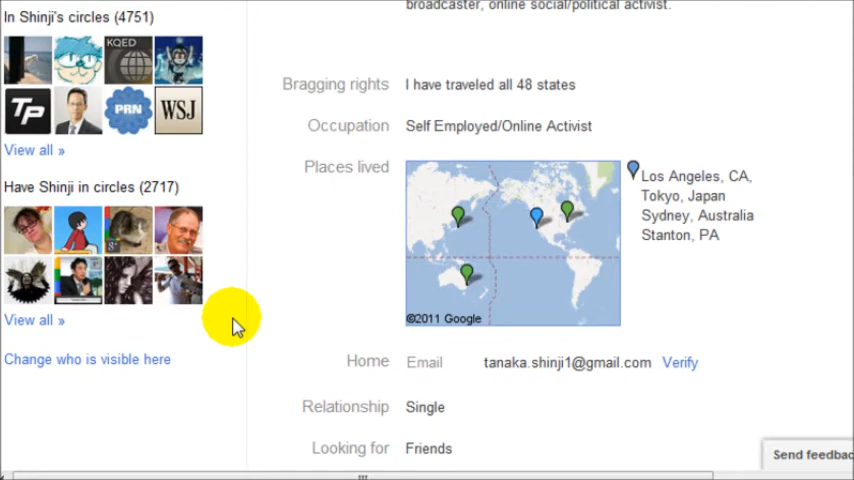 broadcaster, online social/political activist.
In Shinji's circles (4751)
KQED
TP
PRN
WSJ
View all »
Have Shinji in circles (2717)
g+
View all »
Change who is visible here
Bragging rights I have traveled all 48 states
Occupation Self Employed/Online Activist
Places lived
Los Angeles, CA,
Tokyo, Japan
Sydney, Australia
Stanton, PA
©2011 Google
Home Email tanaka.shinji1@gmail.com Verify
Relationship Single
Looking for Friends
Send feedbac